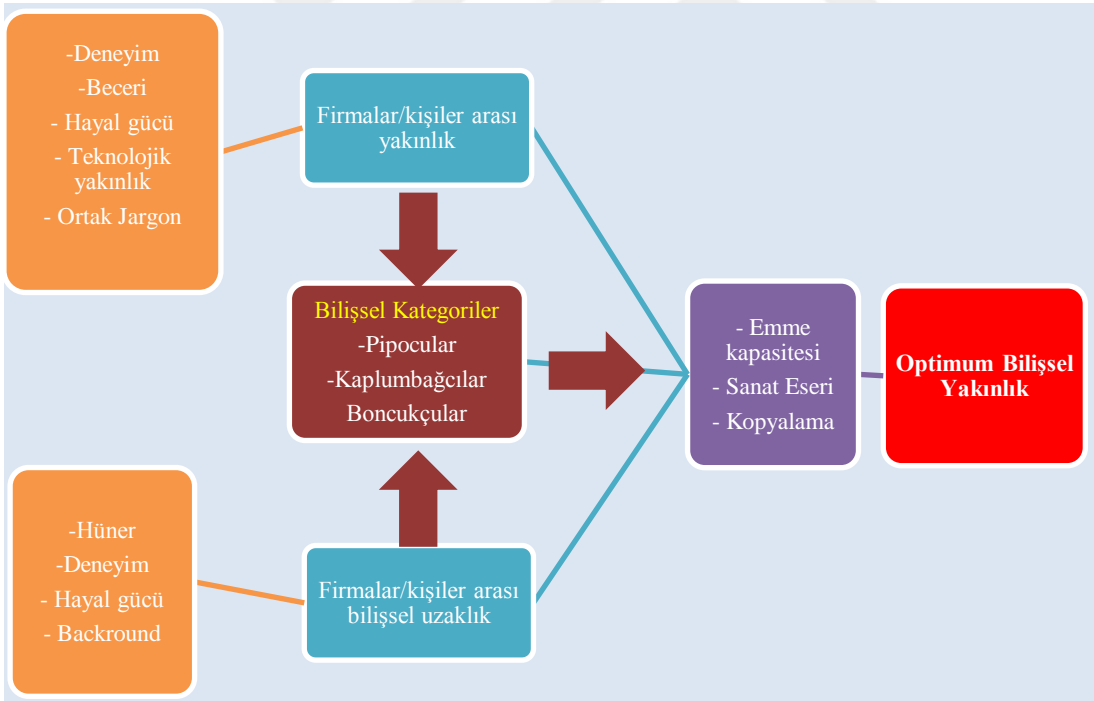 -Deneyim
-Beceri
- Hayal gücü
- Teknolojik
yakınlık
- Ortak Jargon
Firmalar/kişiler arası
yakınlık
Bilişsel Kategoriler
-Pipocular
-Kaplumbağcılar
Boncukçular
- Emme
kapasitesi
- Sanat Eseri
- Kopyalama
Optimum Bilişsel
Yakınlık
-Hüner
-Deneyim
- Hayal gücü
- Backround
Firmalar/kişiler arası
bilişsel uzaklık